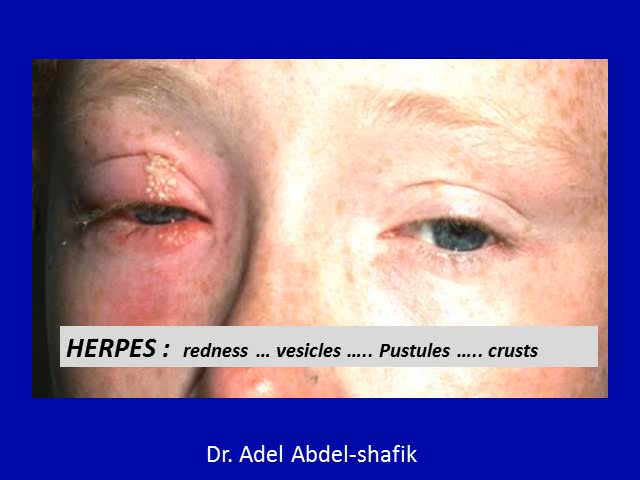 HERPES : redness ... vesicles ..... Pustules ..... crusts
Dr. Adel Abdel-shafik